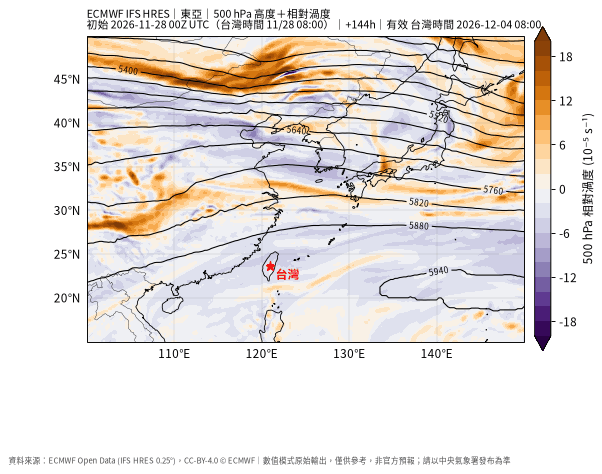 ECMWF IFS HRES｜東亞｜500 hPa 高度＋相對渦度
初始 2026-11-28 00Z UTC（台灣時間 11/28 08:00）｜+144h｜有效 台灣時間 2026-12-04 08:00
5400
5640
5520
5760
5820
5880
5940
台灣
45°N
40°N
35°N
30°N
25°N
20°N
110°E
120°E
130°E
140°E
18
12
6
0
-6
-12
-18
500 hPa 相對渦度 (10⁻⁵ s⁻¹)
資料來源：ECMWF Open Data (IFS HRES 0.25°)，CC-BY-4.0 © ECMWF｜數值模式原始輸出，僅供參考，非官方預報；請以中央氣象署發布為準